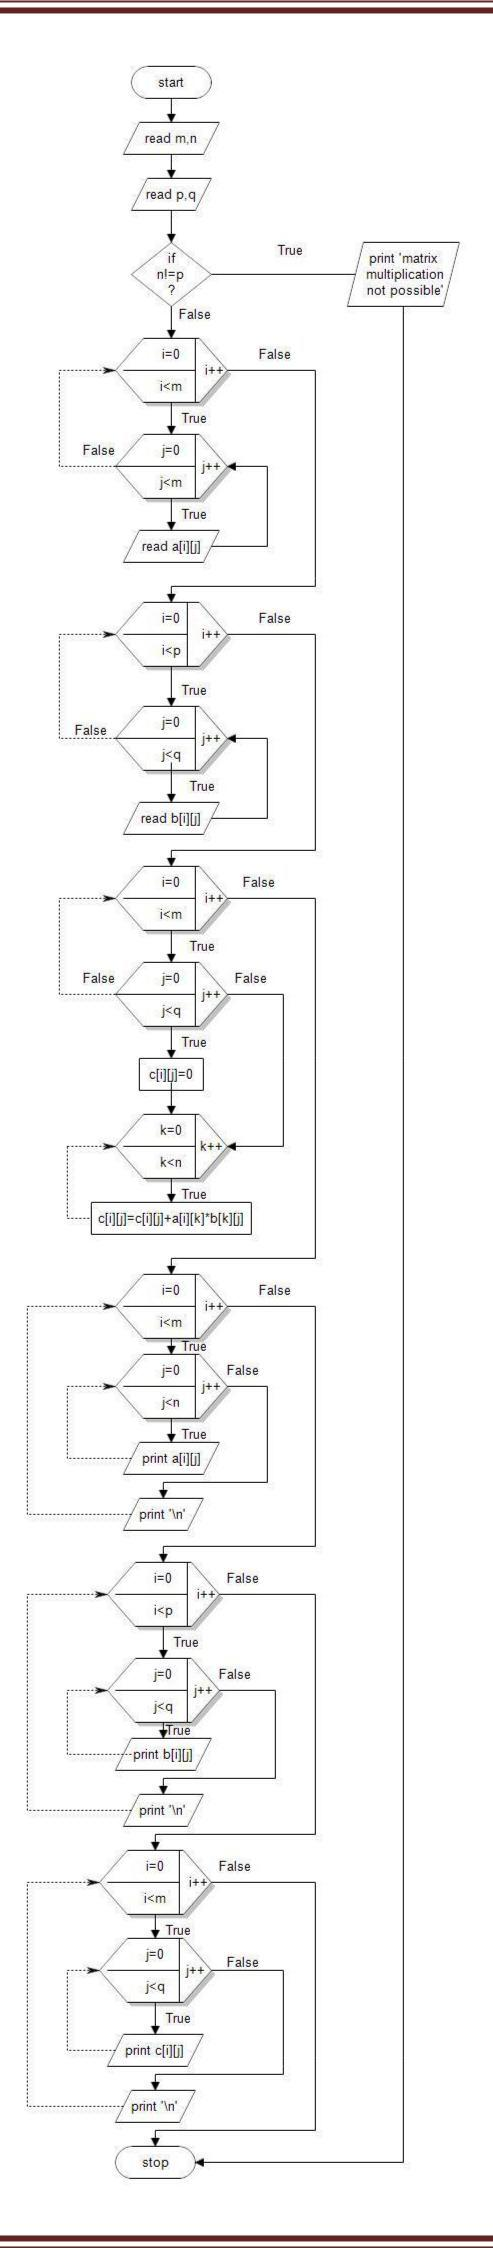 start
read m,n
read p,q
if
n!=p
?
True
print 'matrix
multiplication
not possible'
False
i=0
i<m
i++
False
True
False
j=0
j<m
j++
True
read a[i][j]
i=0
i<p
i++
False
True
False
j=0
j<q
j++
True
read b[i][j]
i=0
i<m
i++
False
True
False
j=0
j<q
j++
False
True
c[i][j]=0
k=0
k<n
k++
True
c[i][j]=c[i][j]+a[i][k]*b[k][j]
i=0
i<m
i++
False
True
j=0
j<n
j++
False
True
print a[i][j]
print '\n'
i=0
i<p
i++
False
True
j=0
j<q
j++
False
True
print b[i][j]
print '\n'
i=0
i<m
i++
False
True
j=0
j<q
j++
False
True
print c[i][j]
print '\n'
stop